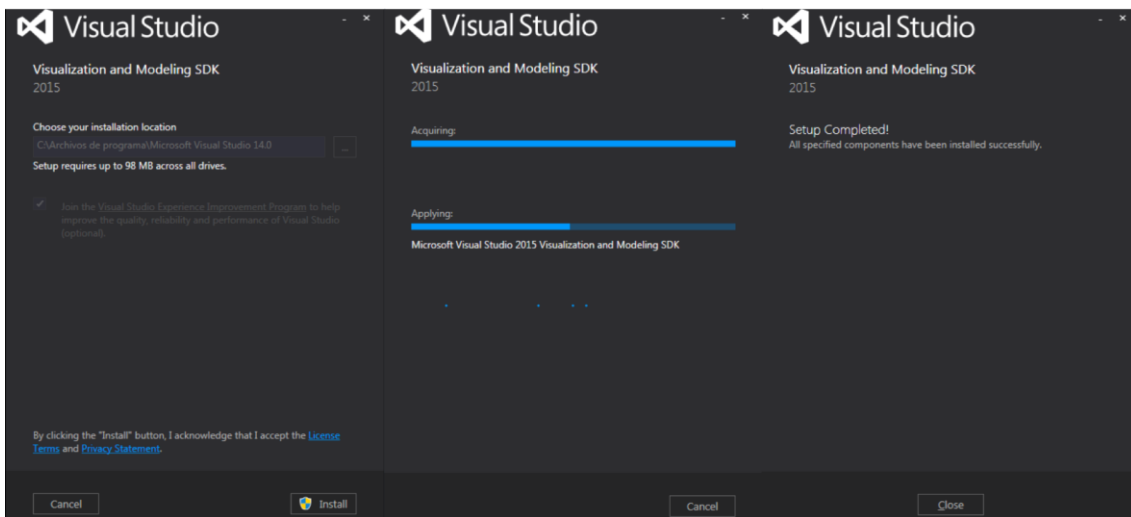 Visual Studio
Visualization and Modeling SDK
2015
Choose your installation location
C:\Archivos de programa\Microsoft Visual Studio 14.0
...
Setup requires up to 98 MB across all drives.
Join the Visual Studio Experience Improvement Program to help
improve the quality, reliability and performance of Visual Studio
(optional).
By clicking the "Install" button, I acknowledge that I accept the License
Terms and Privacy Statement.
Cancel
Install
Visual Studio
Visualization and Modeling SDK
2015
Acquiring:
Applying:
Microsoft Visual Studio 2015 Visualization and Modeling SDK
Cancel
Visual Studio
Visualization and Modeling SDK
2015
Setup Completed!
All specified components have been installed successfully.
Close